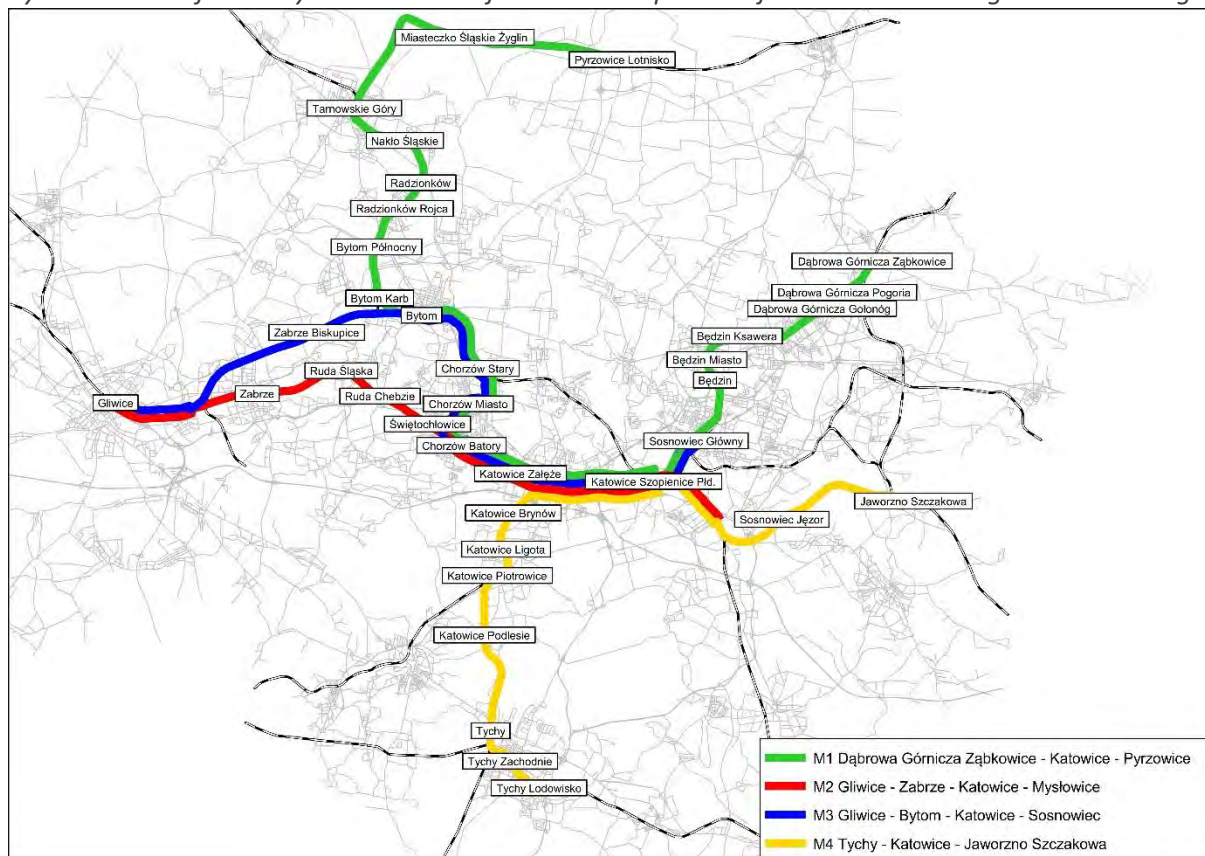 Miasteczko Śląskie Żyglin
Pyrzowice Lotnisko
Tarnowskie Góry
Nakło Śląskie
Radzionków
Radzionków Rojca
Bytom Północny
Dąbrowa Górnicza Ząbkowice
Dąbrowa Górnicza Pogoria
Dąbrowa Górnicza Gołonóg
Bytom Karb
Bytom
Zabrze Biskupice
Będzin Ksawera
Będzin Miasto
Będzin
Ruda Śląska
Chorzów Stary
Zabrze
Ruda Chebzie
Gliwice
Chorzów Miasto
Świętochłowice
Chorzów Batory
Sosnowiec Główny
Katowice Załęże
Katowice Szopienice Płd.
Jaworzno Szczakowa
Katowice Brynów
Sosnowiec Jęzor
Katowice Ligota
Katowice Piotrowice
Katowice Podlesie
Tychy
Tychy Zachodnie
Tychy Lodowisko
M1 Dąbrowa Górnicza Ząbkowice - Katowice - Pyrzowice
M2 Gliwice - Zabrze - Katowice - Mysłowice
M3 Gliwice - Bytom - Katowice - Sosnowiec
M4 Tychy - Katowice - Jaworzno Szczakowa